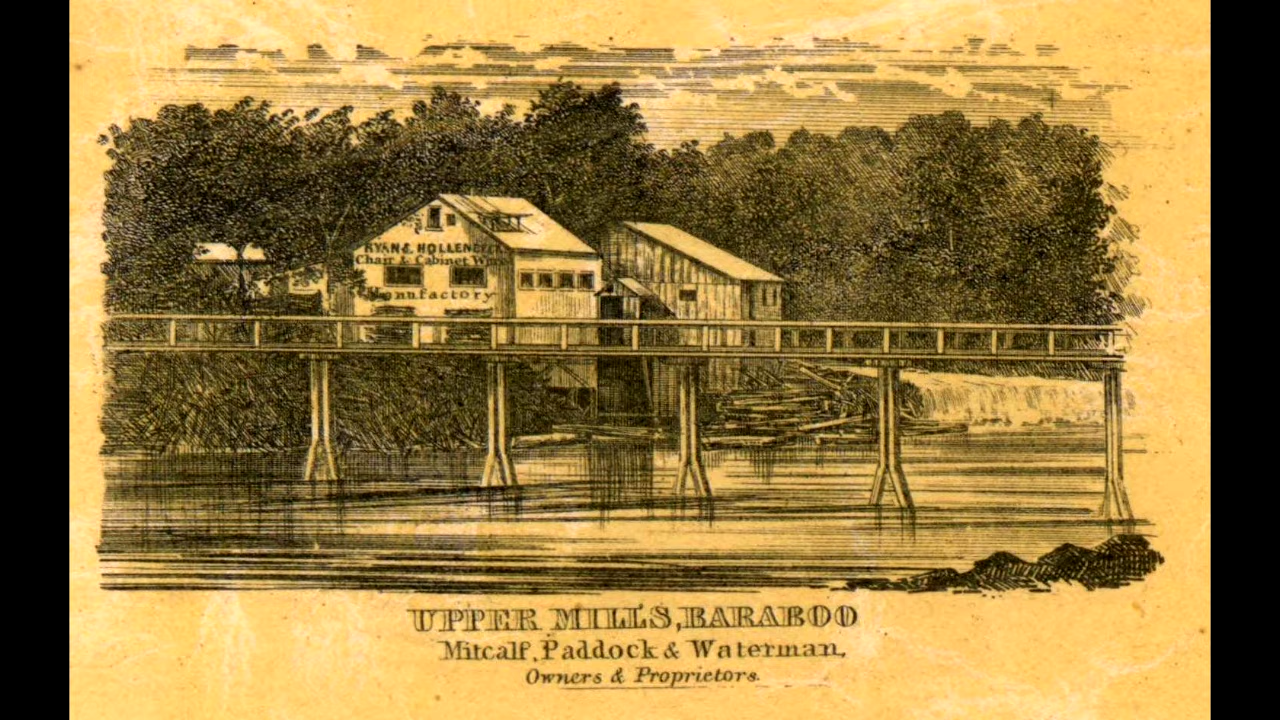 RYAN & HOLLENBECK
Chair & Cabinet Ware
Manufactory
UPPER MILLS, BARABOO
Mitcalf, Paddock & Waterman,
Owners & Proprietors.